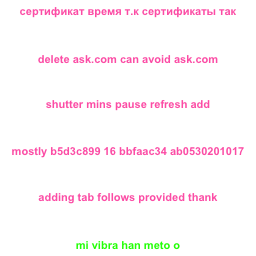 сертификат время т.к сертификаты так
delete ask.com can avoid ask.com
shutter mins pause refresh add
mostly b5d3c899 16 bbfaac34 ab0530201017
adding tab follows provided thank
mi vibra han meto o